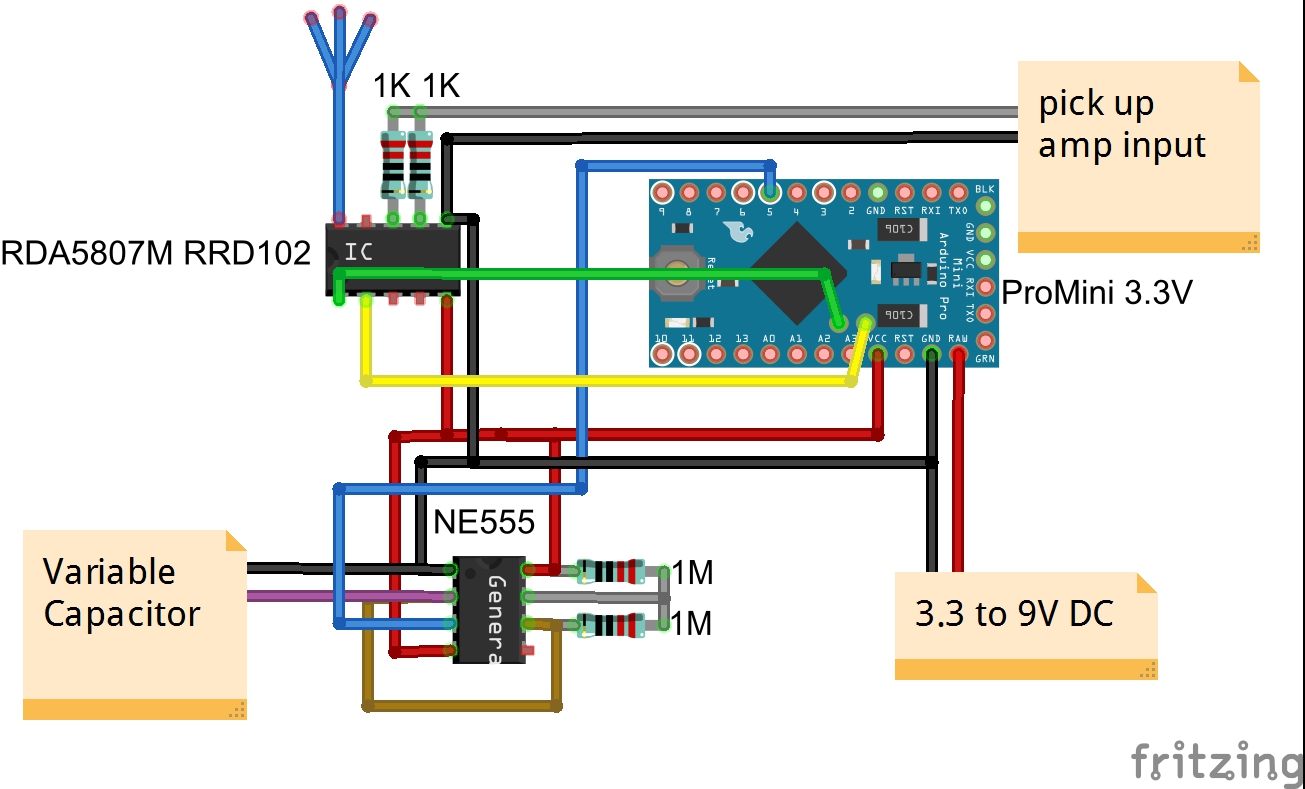 1K 1K
pick up
amp input
RDA5807M RRD102
IC
9 8 7 6 5 4 3 2 GND RST RXI TXO
BLK
GND VCC RXI TXO
GRN
Reset
Arduino Pro
Mini
ProMini 3.3V
10 11 12 13 A0 A1 A2 A3 VCC RST GND RAW
NE555
Variable
Capacitor
Genera
1M
1M
3.3 to 9V DC
fritzing